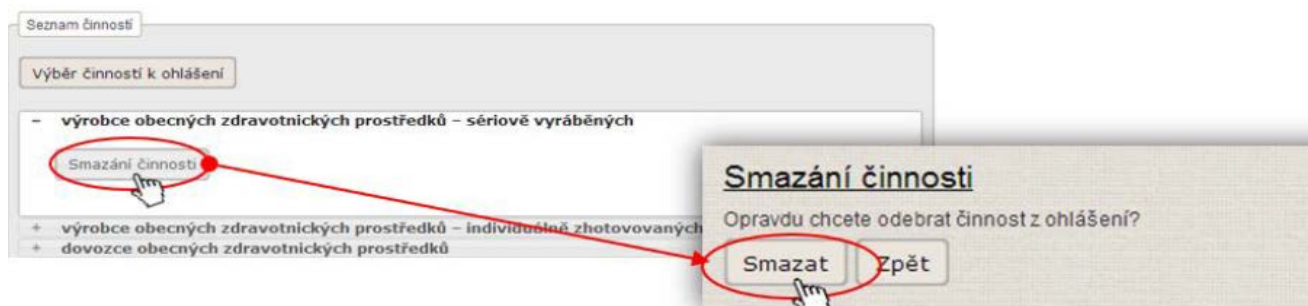 Seznam činností
Výběr činností k ohlášení
– výrobce obecných zdravotnických prostředků – sériově vyráběných
Smazání činnosti
+ výrobce obecných zdravotnických prostředků – individuálně zhotovovaných
+ dovozce obecných zdravotnických prostředků
Smazání činnosti
Opravdu chcete odebrat činnost z ohlášení?
Smazat Zpět